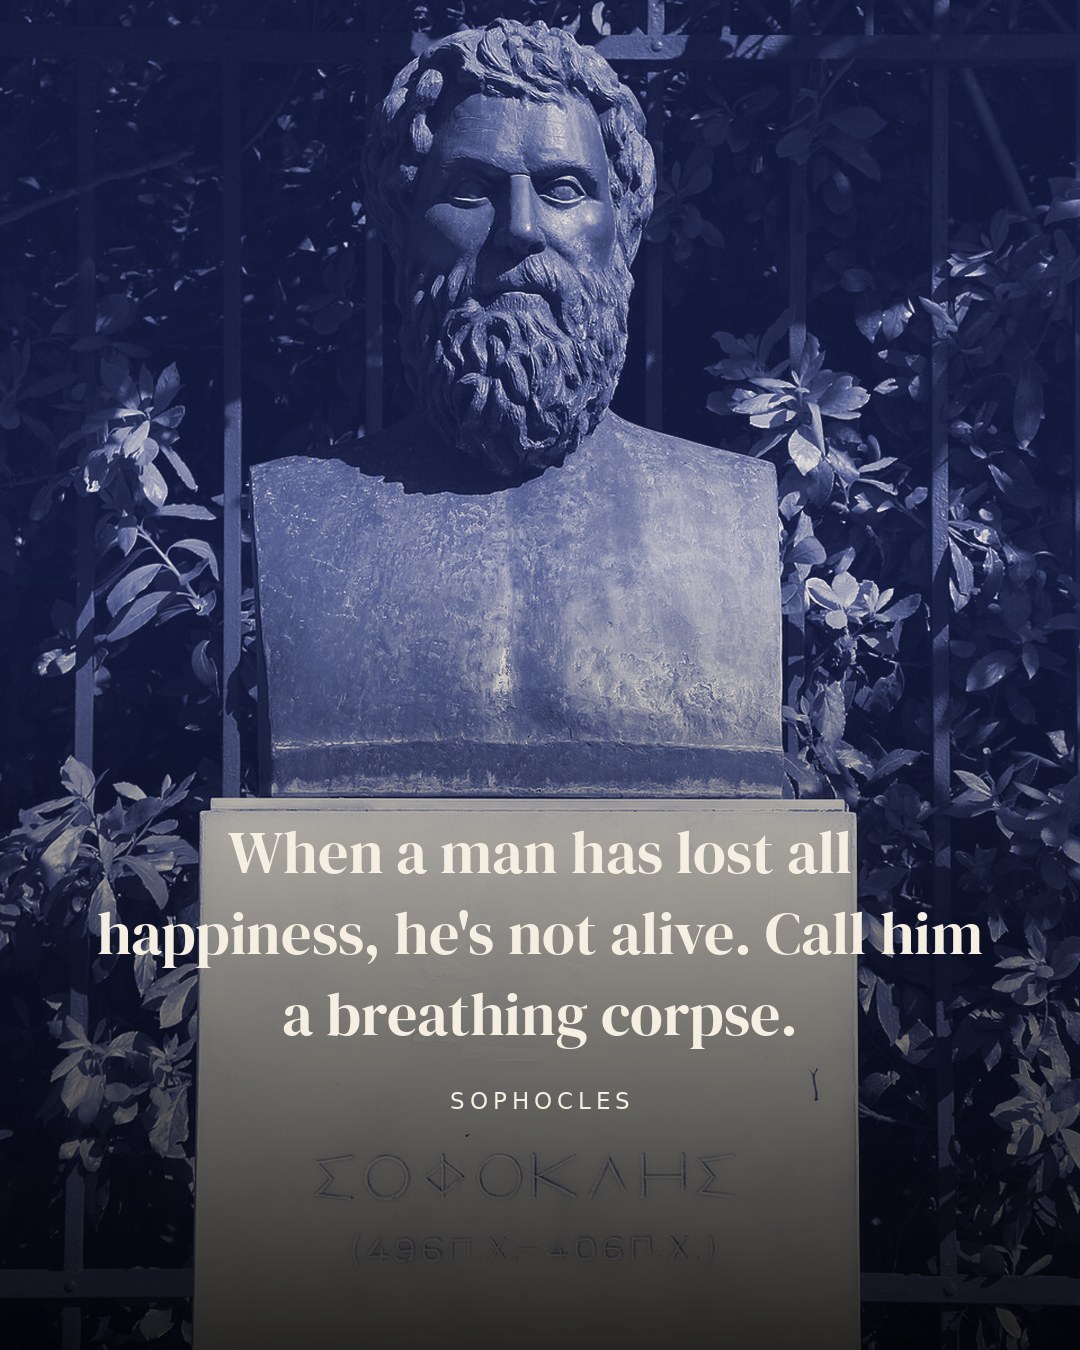 When a man has lost all
happiness, he's not alive. Call him
a breathing corpse.
SOPHOCLES
ΣΟΦΟΚΛΗΣ
(496Π.Χ.-406Π.Χ.)